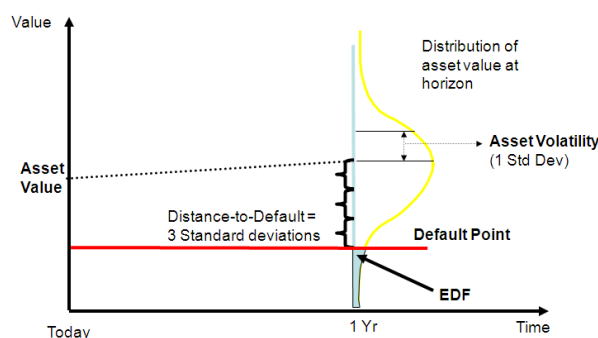 Value
Distribution of
asset value at
horizon
Asset Volatility
(1 Std Dev)
Asset
Value
Distance-to-Default =
3 Standard deviations
Default Point
EDF
Today
1 Yr
Time